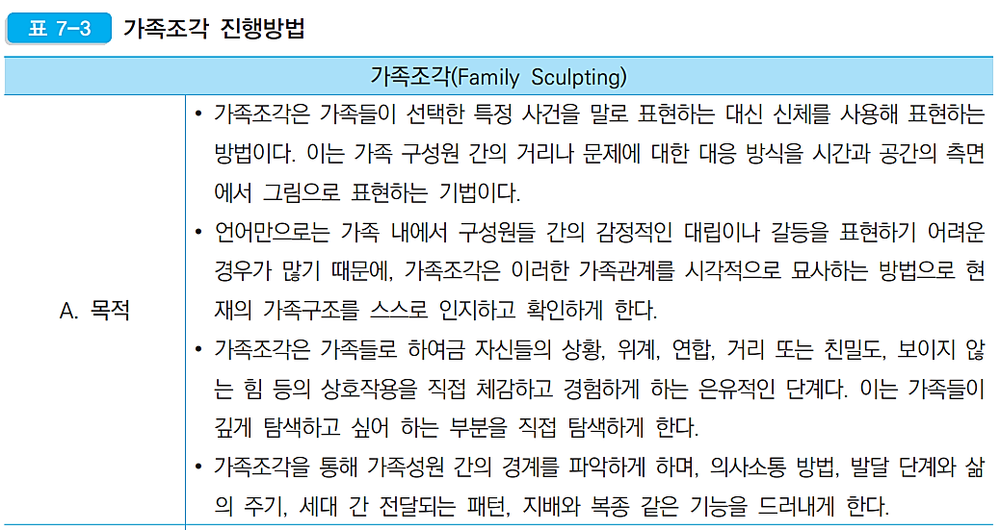 표 7-3 가족조각 진행방법
가족조각(Family Sculpting)
A. 목적
• 가족조각은 가족들이 선택한 특정 사건을 말로 표현하는 대신 신체를 사용해 표현하는
방법이다. 이는 가족 구성원 간의 거리나 문제에 대한 대응 방식을 시간과 공간의 측면
에서 그림으로 표현하는 기법이다.
• 언어만으로는 가족 내에서 구성원들 간의 감정적인 대립이나 갈등을 표현하기 어려운
경우가 많기 때문에, 가족조각은 이러한 가족관계를 시각적으로 묘사하는 방법으로 현
재의 가족구조를 스스로 인지하고 확인하게 한다.
• 가족조각은 가족들로 하여금 자신들의 상황, 위계, 연합, 거리 또는 친밀도, 보이지 않
는 힘 등의 상호작용을 직접 체감하고 경험하게 하는 은유적인 단계다. 이는 가족들이
깊게 탐색하고 싶어 하는 부분을 직접 탐색하게 한다.
• 가족조각을 통해 가족성원 간의 경계를 파악하게 하며, 의사소통 방법, 발달 단계와 삶
의 주기, 세대 간 전달되는 패턴, 지배와 복종 같은 기능을 드러내게 한다.